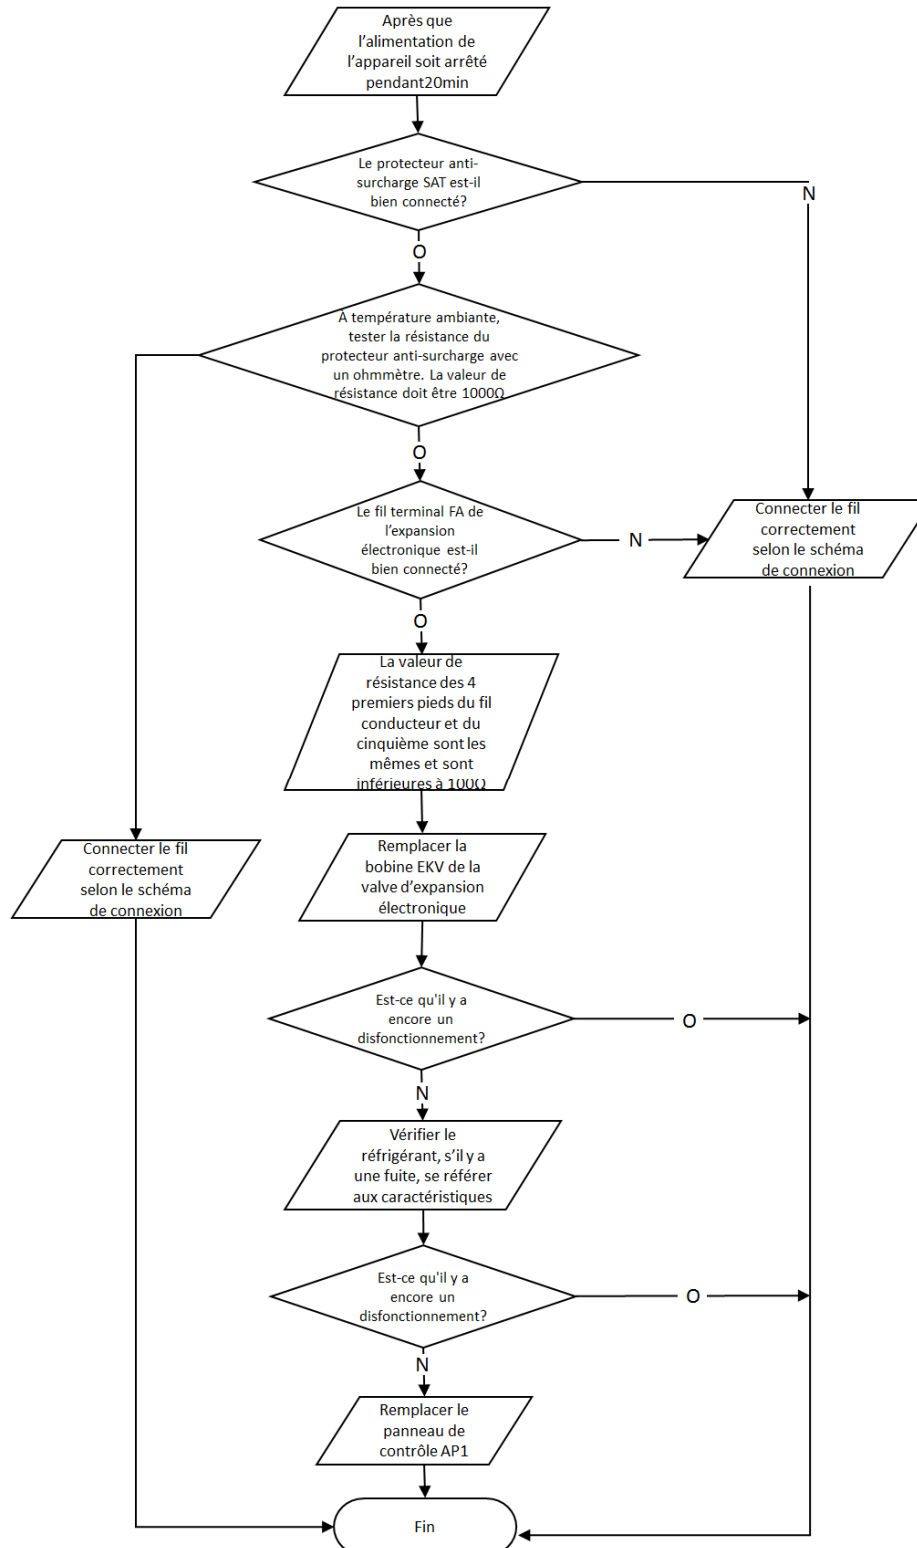 Après que
l'alimentation de
l'appareil soit arrêté
pendant20min
Le protecteur anti-
surcharge SAT est-il
bien connecté?
N
O
A température ambiante,
tester la résistance du
protecteur anti-surcharge avec
un ohmmètre. La valeur de
résistance doit être 1000Ω
O
Le fil terminal FA de
l'expansion
électronique est-il
bien connecté?
N
Connecter le fil
correctement
selon le schéma
de connexion
O
La valeur de
résistance des 4
premiers pieds du fil
conducteur et du
cinquième sont les
mêmes et sont
inférieures à 100Ω
Connecter le fil
correctement
selon le schéma
de connexion
Remplacer la
bobine EKV de la
valve d'expansion
électronique
Est-ce qu'il y a
encore un
disfonctionnement?
O
N
Vérifier le
réfrigérant, s'il y a
une fuite, se référer
aux caractéristiques
Est-ce qu'il y a
encore un
disfonctionnement?
O
N
Remplacer le
panneau de
contrôle AP1
Fin